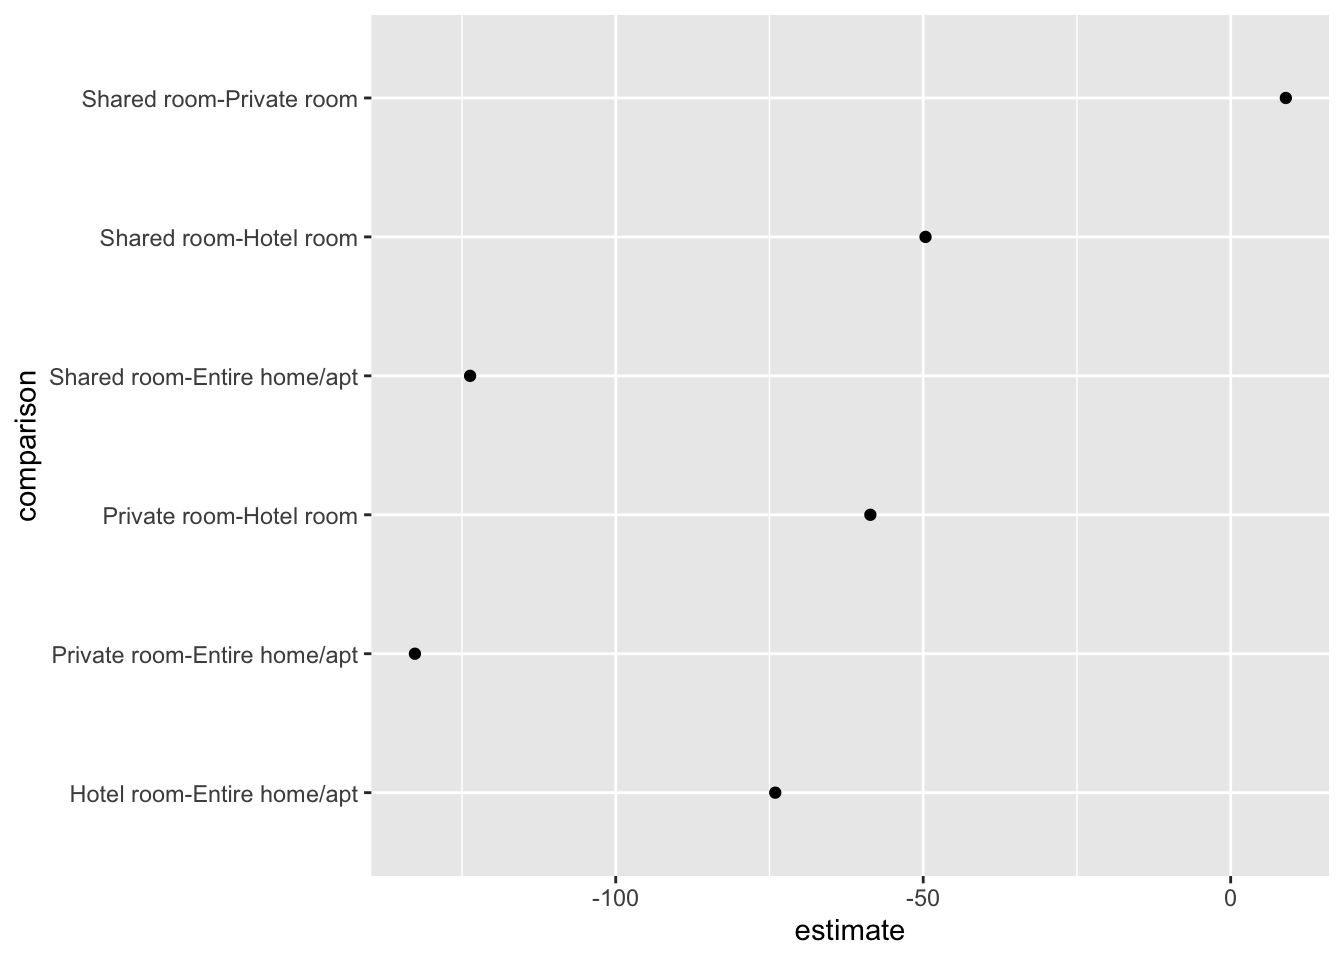 Shared room-Private room
Shared room-Hotel room
Shared room-Entire home/apt
Private room-Hotel room
Private room-Entire home/apt
Hotel room-Entire home/apt
comparison
-100
-50
0
estimate